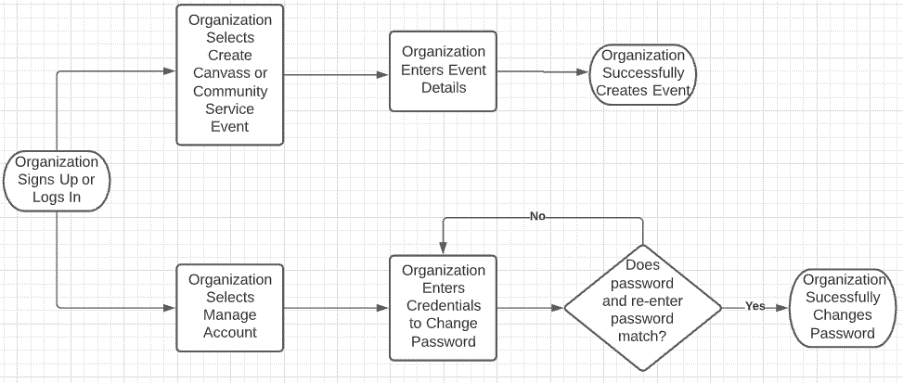 Organization
Selects
Create
Canvass or
Community
Service
Event
Organization
Enters Event
Details
Organization
Successfully
Creates Event
Organization
Signs Up or
Logs In
Organization
Selects
Manage
Account
Organization
Enters
Credentials
to Change
Password
No
Does
password
and re-enter
password
match?
Yes
Organization
Sucessfully
Changes
Password